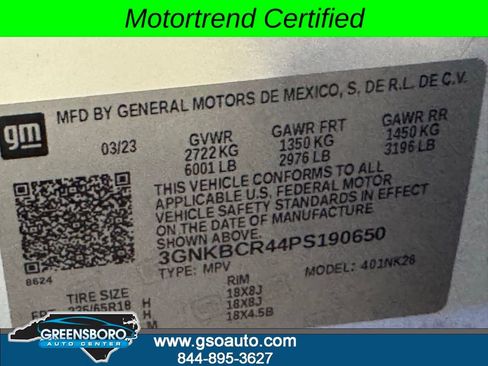 Motortrend Certified
gm
MFD BY GENERAL MOTORS DE MEXICO, S. DE R.L. DE C.V.
03/23 GVWR GAWR FRT GAWR RR
2722 KG 1350 KG 1450 KG
6001 LB 2976 LB 3196 LB
THIS VEHICLE CONFORMS TO ALL
APPLICABLE U.S. FEDERAL MOTOR
VEHICLE SAFETY STANDARDS IN EFFECT ON
THE DATE OF MANUFACTURE SHOWN ABOVE.
3GNKBCR44PS190650
8624 TYPE: MPV MODEL: 401NK26
TIRE SIZE RIM
235/65R18 H 18X8J
H 18X8J
M 18X4.5B
GREENSBORO
AUTO CENTER
www.gsoauto.com
844-895-3627